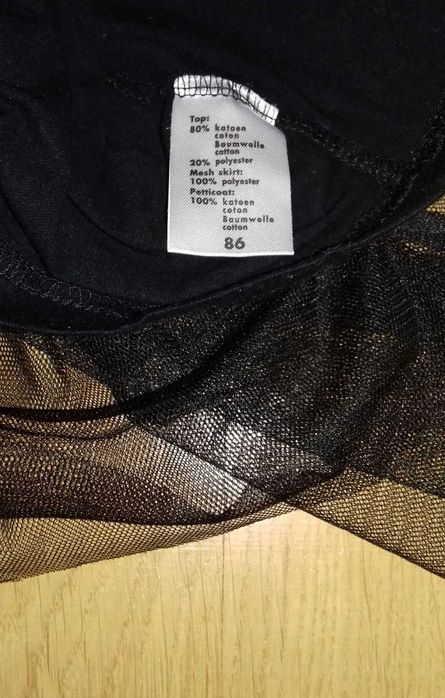 Top:
80% katoen
coton
Baumwolle
cotton
20% polyester
Mesh skirt:
100% polyester
Petticoat:
100% katoen
coton
Baumwolle
cotton
86